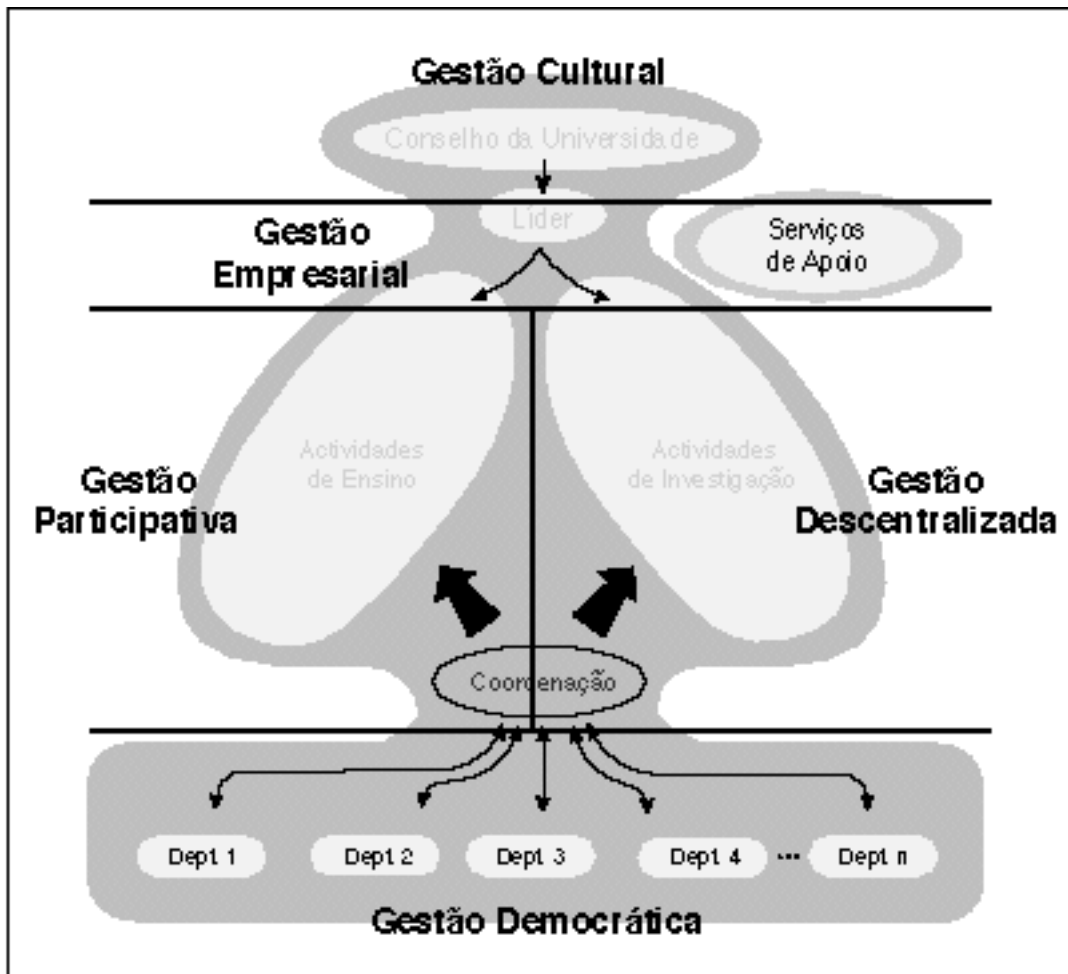 Gestão Cultural
Conselho da Universidade
Líder
Gestão
Empresarial
Serviços
de Apoio
Actividades
de Ensino
Actividades
de Investigação
Gestão
Participativa
Gestão
Descentralizada
Coordenação
Dept 1
Dept 2
Dept 3
Dept 4
...
Dept n
Gestão Democrática